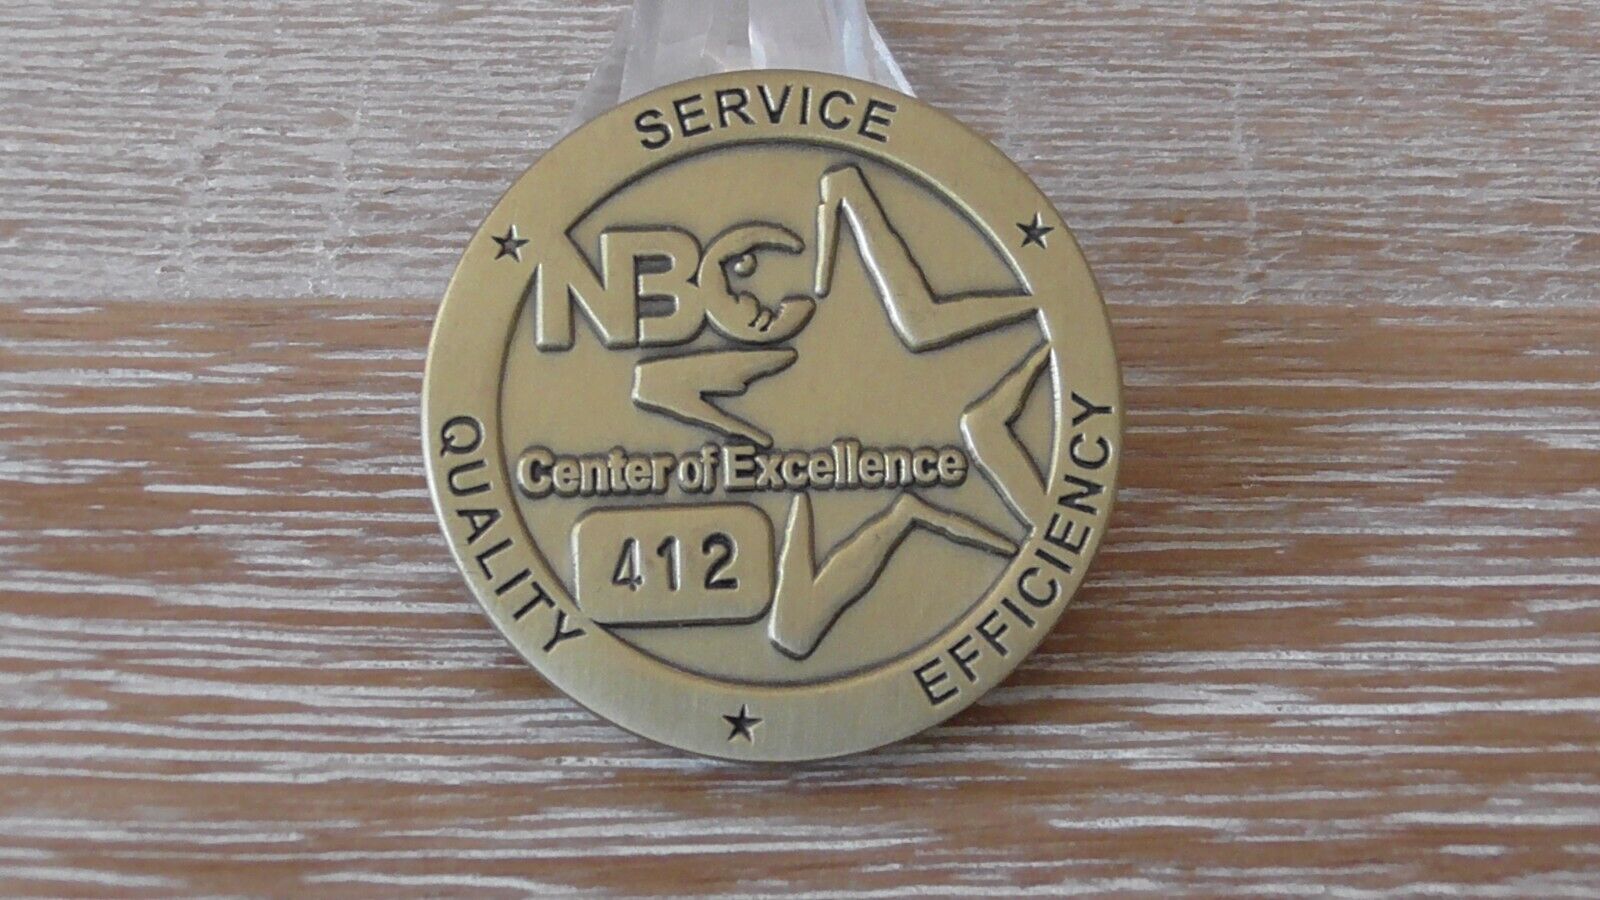 SERVICE
NBC
Center of Excellence
412
QUALITY
EFFICIENCY